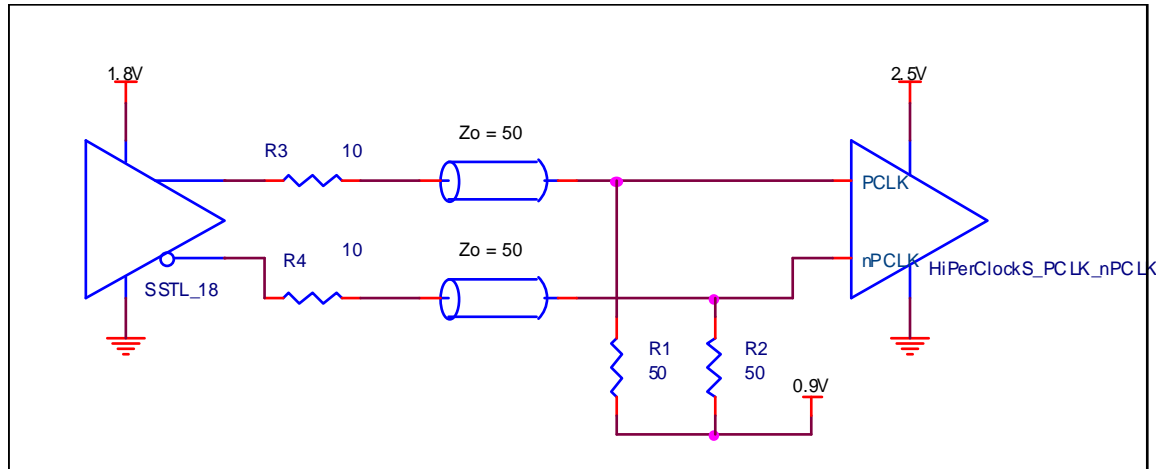 1.8V
2.5V
R3 10
Zo = 50
PCLK
R4 10
Zo = 50
nPCLK
HiPerClockS_PCLK_nPCLK
SSTL_18
R1
50
R2
50
0.9V